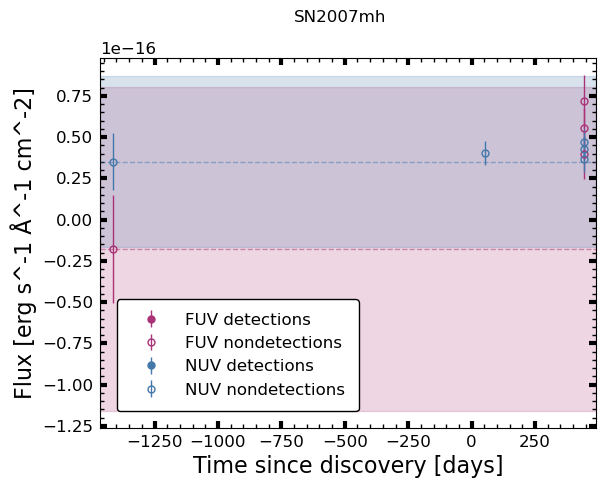 SN2007mh
1e−16
0.75
0.50
0.25
0.00
−0.25
−0.50
−0.75
−1.00
−1.25
Flux [erg s^-1 Å^-1 cm^-2]
FUV detections
FUV nondetections
NUV detections
NUV nondetections
−1250 −1000 −750 −500 −250 0 250
Time since discovery [days]